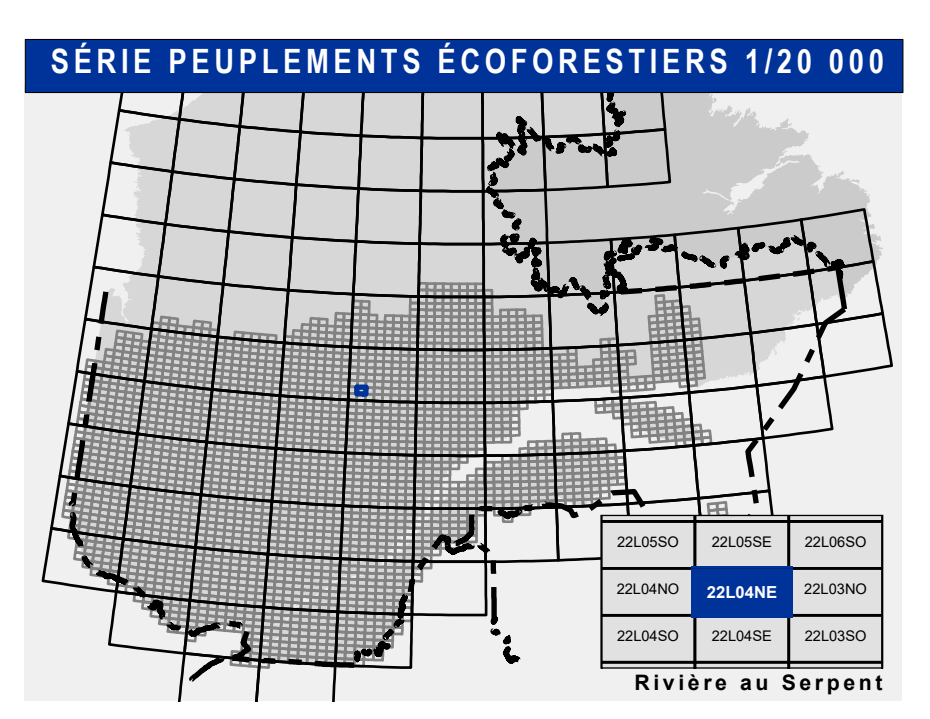 SÉRIE PEUPLEMENTS ÉCOFORESTIERS 1/20 000
22L05SO 22L05SE 22L06SO
22L04NO 22L04NE 22L03NO
22L04SO 22L04SE 22L03SO
Rivière au Serpent